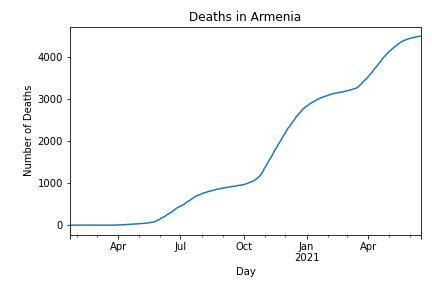 Deaths in Armenia
Number of Deaths
4000
3000
2000
1000
0
Apr Jul Oct Jan Apr
2021
Day